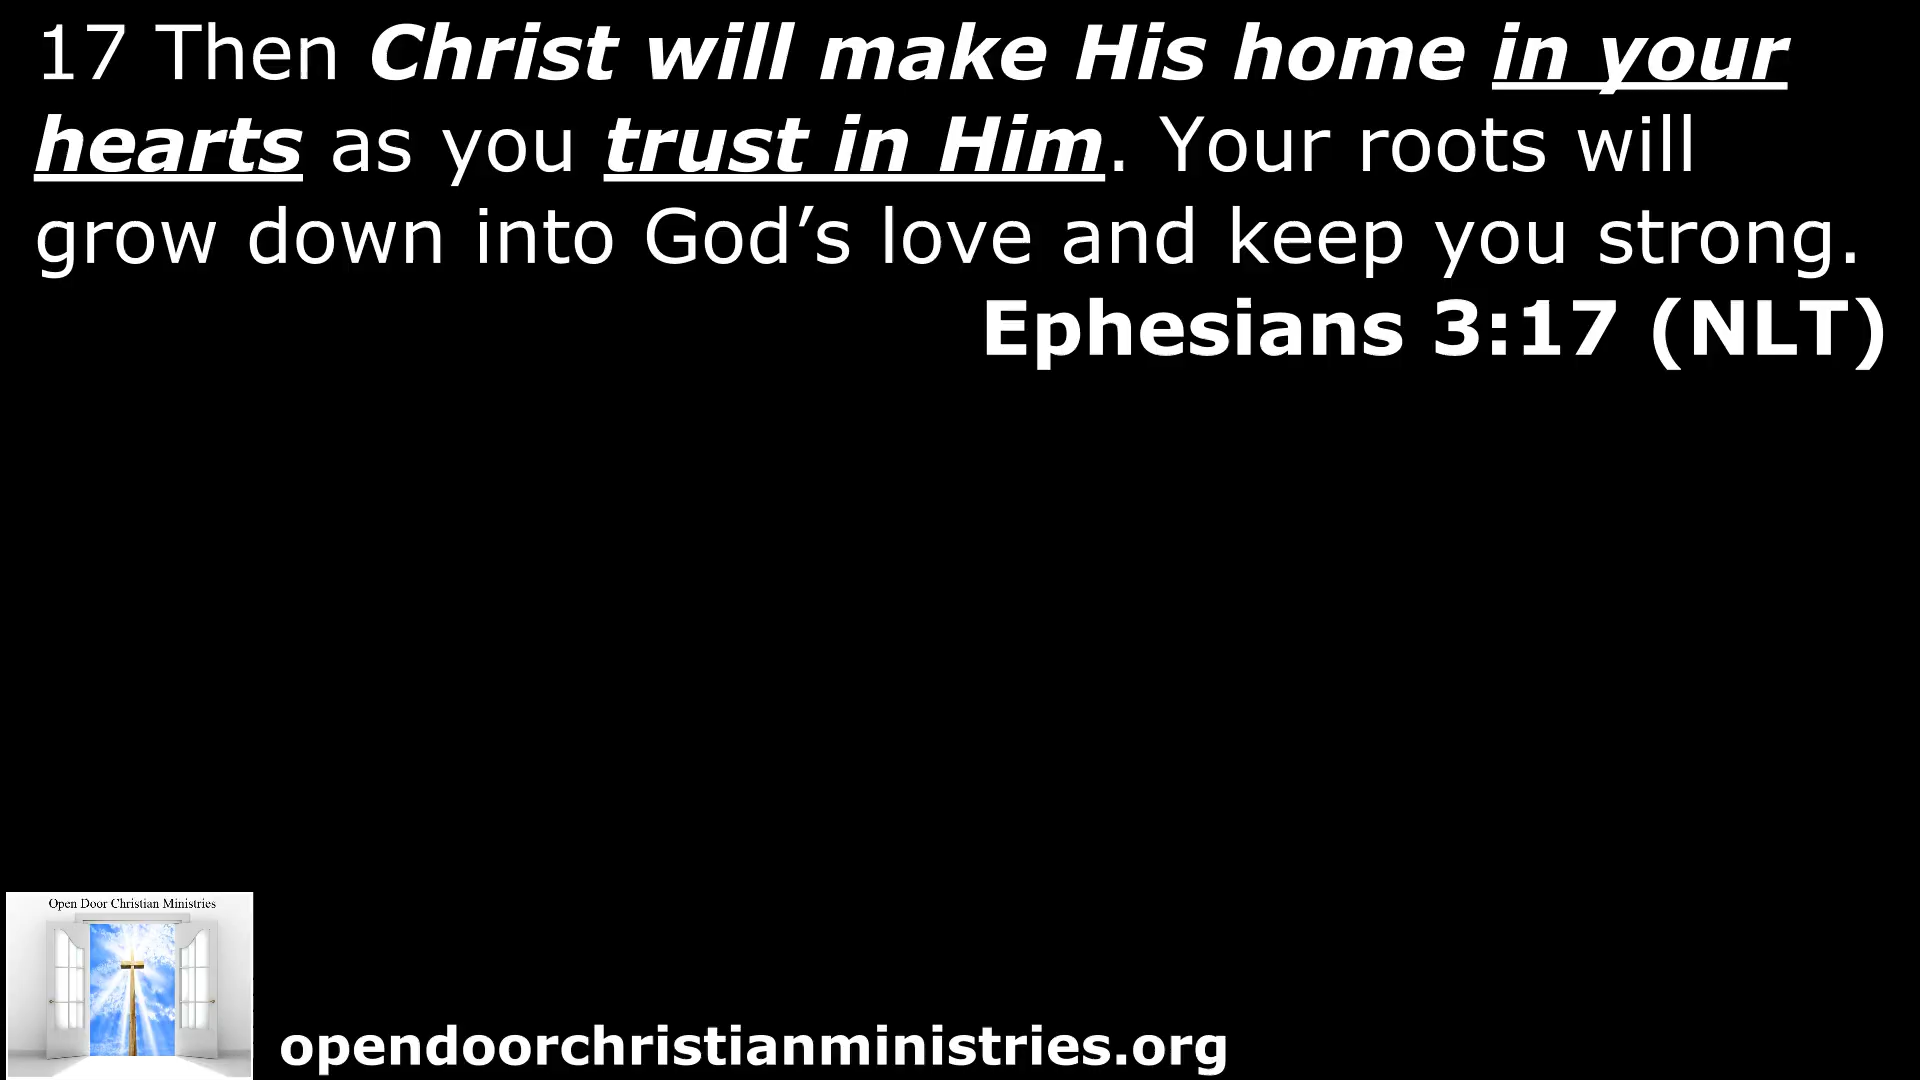 17 Then Christ will make His home in your
hearts as you trust in Him. Your roots will
grow down into God’s love and keep you strong.
Ephesians 3:17 (NLT)
Open Door Christian Ministries
opendoorchristianministries.org